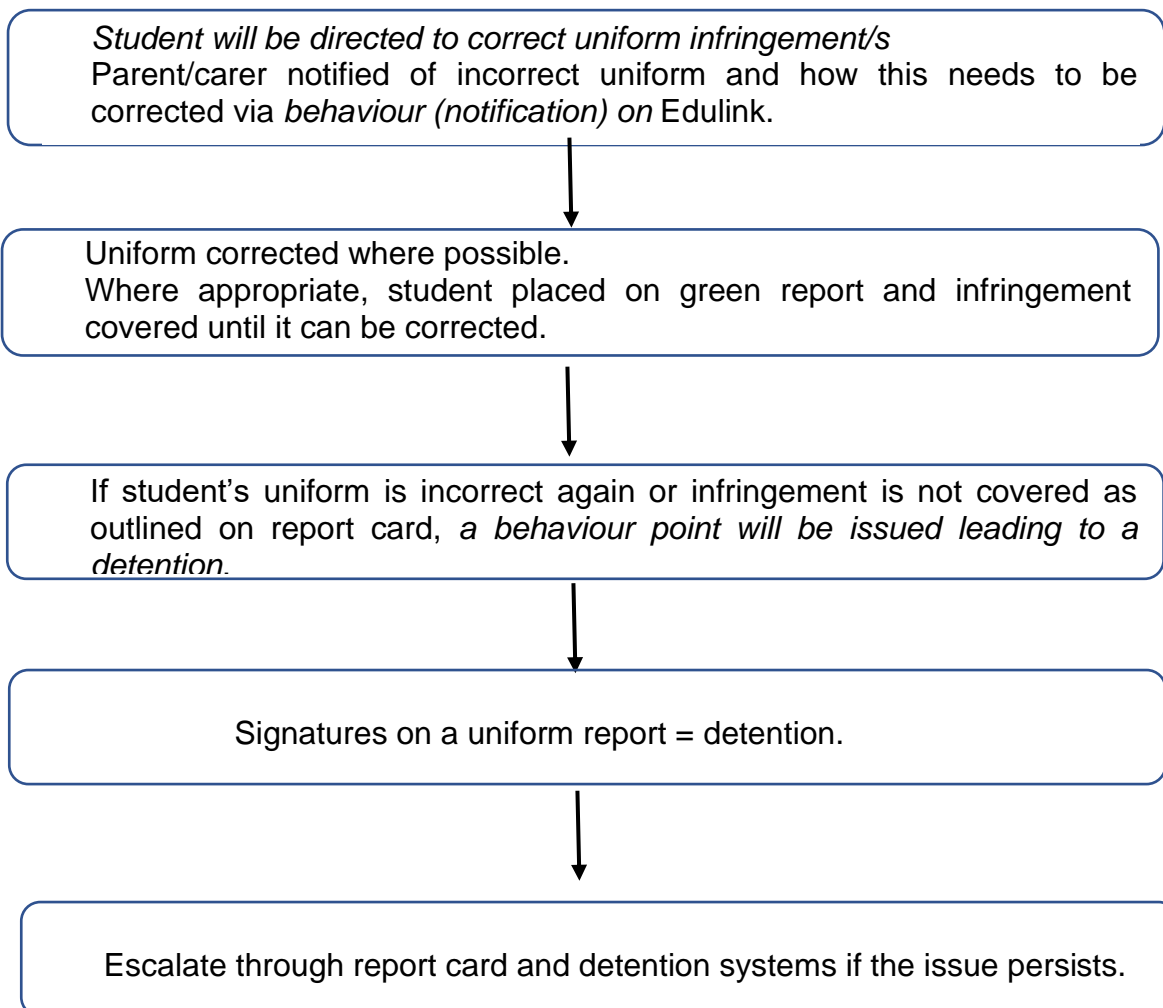 Student will be directed to correct uniform infringement/s
Parent/carer notified of incorrect uniform and how this needs to be
corrected via behaviour (notification) on Edulink.
Uniform corrected where possible.
Where appropriate, student placed on green report and infringement
covered until it can be corrected.
If student’s uniform is incorrect again or infringement is not covered as
outlined on report card, a behaviour point will be issued leading to a
detention.
Signatures on a uniform report = detention.
Escalate through report card and detention systems if the issue persists.